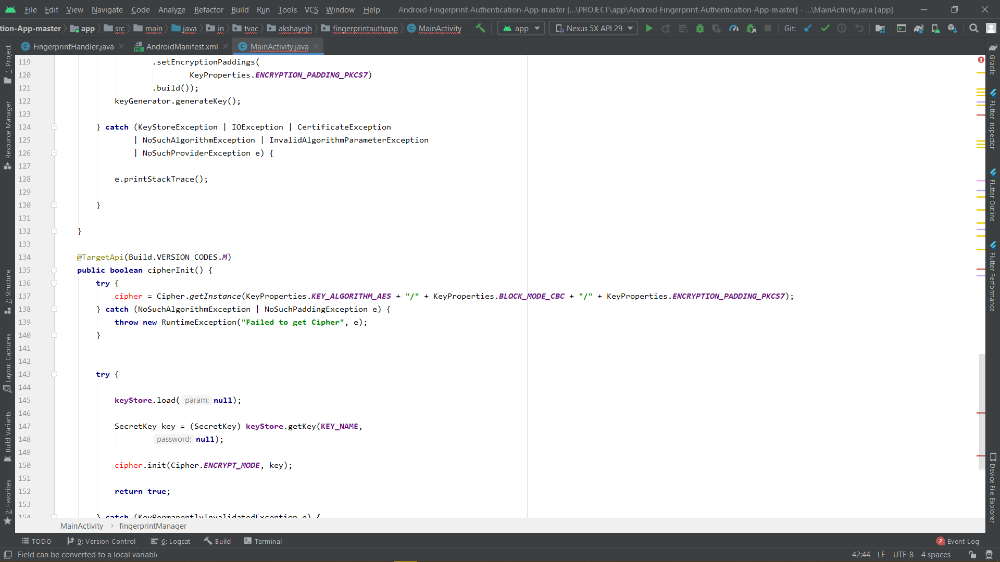 File Edit View Navigate Code Analyze Refactor Build Run Tools VCS Window Help Android-Fingerprint-Authentication-App-master [...\PROJECT\app\Android-Fingerprint-Authentication-App-master] - ...\MainActivity.java [app]
tion-App-master app src main java in tvac akshayejh fingerprintauthapp MainActivity app Nexus 5X API 29 Git:
FingerprintHandler.java AndroidManifest.xml MainActivity.java
1: Project
Resource Manager
7: Structure
Layout Captures
Build Variants
2: Favorites
119 .setEncryptionPaddings(
120 KeyProperties.ENCRYPTION_PADDING_PKCS7)
121 .build());
122 keyGenerator.generateKey();
123
124 } catch (KeyStoreException | IOException | CertificateException
125 | NoSuchAlgorithmException | InvalidAlgorithmParameterException
126 | NoSuchProviderException e) {
127
128 e.printStackTrace();
129
130 }
131
132 }
133
134 @TargetApi(Build.VERSION_CODES.M)
135 public boolean cipherInit() {
136 try {
137 cipher = Cipher.getInstance(KeyProperties.KEY_ALGORITHM_AES + "/" + KeyProperties.BLOCK_MODE_CBC + "/" + KeyProperties.ENCRYPTION_PADDING_PKCS7);
138 } catch (NoSuchAlgorithmException | NoSuchPaddingException e) {
139 throw new RuntimeException("Failed to get Cipher", e);
140 }
141
142
143 try {
144
145 keyStore.load( param: null);
146
147 SecretKey key = (SecretKey) keyStore.getKey(KEY_NAME,
148 password: null);
149
150 cipher.init(Cipher.ENCRYPT_MODE, key);
151
152 return true;
153
154 } catch (KeyPermanentlyInvalidatedException e) {
Gradle
Flutter Inspector
Flutter Outline
Flutter Performance
Device File Explorer
MainActivity fingerprintManager
TODO 9: Version Control 6: Logcat Build Terminal 2 Event Log
Field can be converted to a local variabl 42:44 LF UTF-8 4 spaces